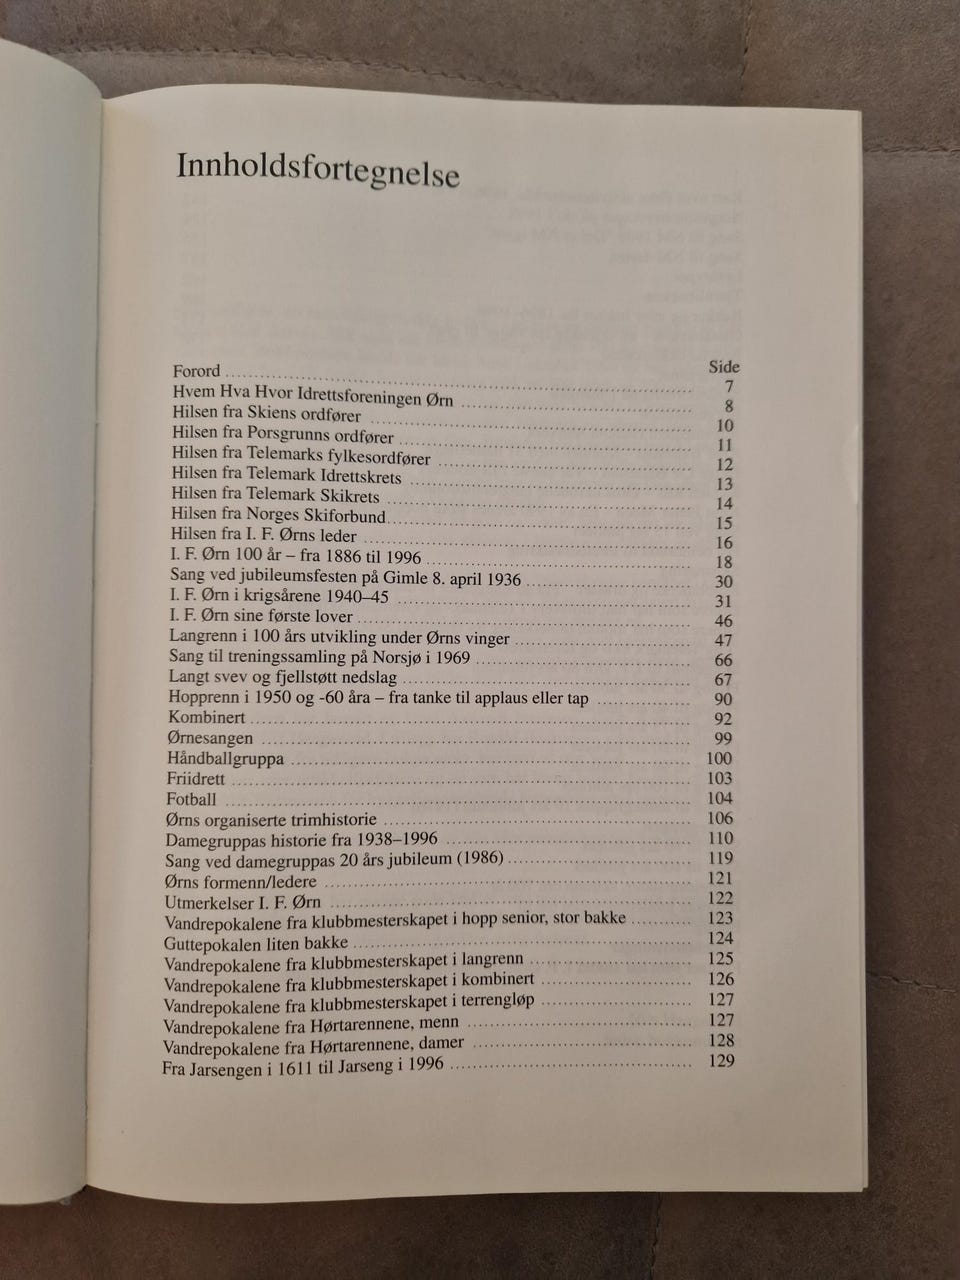 Innholdsfortegnelse
Side
Forord 7
Hvem Hva Hvor Idrettsforeningen Ørn 8
Hilsen fra Skiens ordfører 10
Hilsen fra Porsgrunns ordfører 11
Hilsen fra Telemarks fylkesordfører 12
Hilsen fra Telemark Idrettskrets 13
Hilsen fra Telemark Skikrets 14
Hilsen fra Norges Skiforbund 15
Hilsen fra I. F. Ørns leder 16
I. F. Ørn 100 år – fra 1886 til 1996 18
Sang ved jubileumsfesten på Gimle 8. april 1936 30
I. F. Ørn i krigsårene 1940–45 31
I. F. Ørn sine første lover 46
Langrenn i 100 års utvikling under Ørns vinger 47
Sang til treningssamling på Norsjø i 1969 66
Langt svev og fjellstøtt nedslag 67
Hopprenn i 1950 og -60 åra – fra tanke til applaus eller tap 90
Kombinert 92
Ørnesangen 99
Håndballgruppa 100
Friidrett 103
Fotball 104
Ørns organiserte trimhistorie 106
Damegruppas historie fra 1938–1996 110
Sang ved damegruppas 20 års jubileum (1986) 119
Ørns formenn/ledere 121
Utmerkelser I. F. Ørn 122
Vandrepokalene fra klubbmesterskapet i hopp senior, stor bakke 123
Guttepokalen liten bakke 124
Vandrepokalene fra klubbmesterskapet i langrenn 125
Vandrepokalene fra klubbmesterskapet i kombinert 126
Vandrepokalene fra klubbmesterskapet i terrengløp 127
Vandrepokalene fra Hørtarennene, menn 127
Vandrepokalene fra Hørtarennene, damer 128
Fra Jarsengen i 1611 til Jarseng i 1996 129